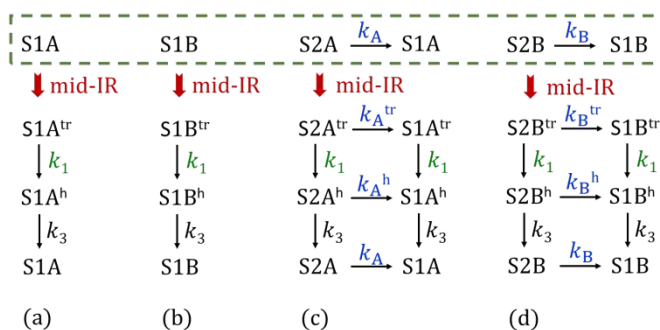 S1A S1B S2A kA S1A S2B kB S1B
mid-IR mid-IR mid-IR mid-IR
S1Aᵗʳ S1Bᵗʳ S2Aᵗʳ kAᵗʳ S1Aᵗʳ S2Bᵗʳ kBᵗʳ S1Bᵗʳ
k₁ k₁ k₁ k₁ k₁ k₁
S1Aʰ S1Bʰ S2Aʰ kAʰ S1Aʰ S2Bʰ kBʰ S1Bʰ
k₃ k₃ k₃ k₃ k₃ k₃
S1A S1B S2A kA S1A S2B kB S1B
(a) (b) (c) (d)